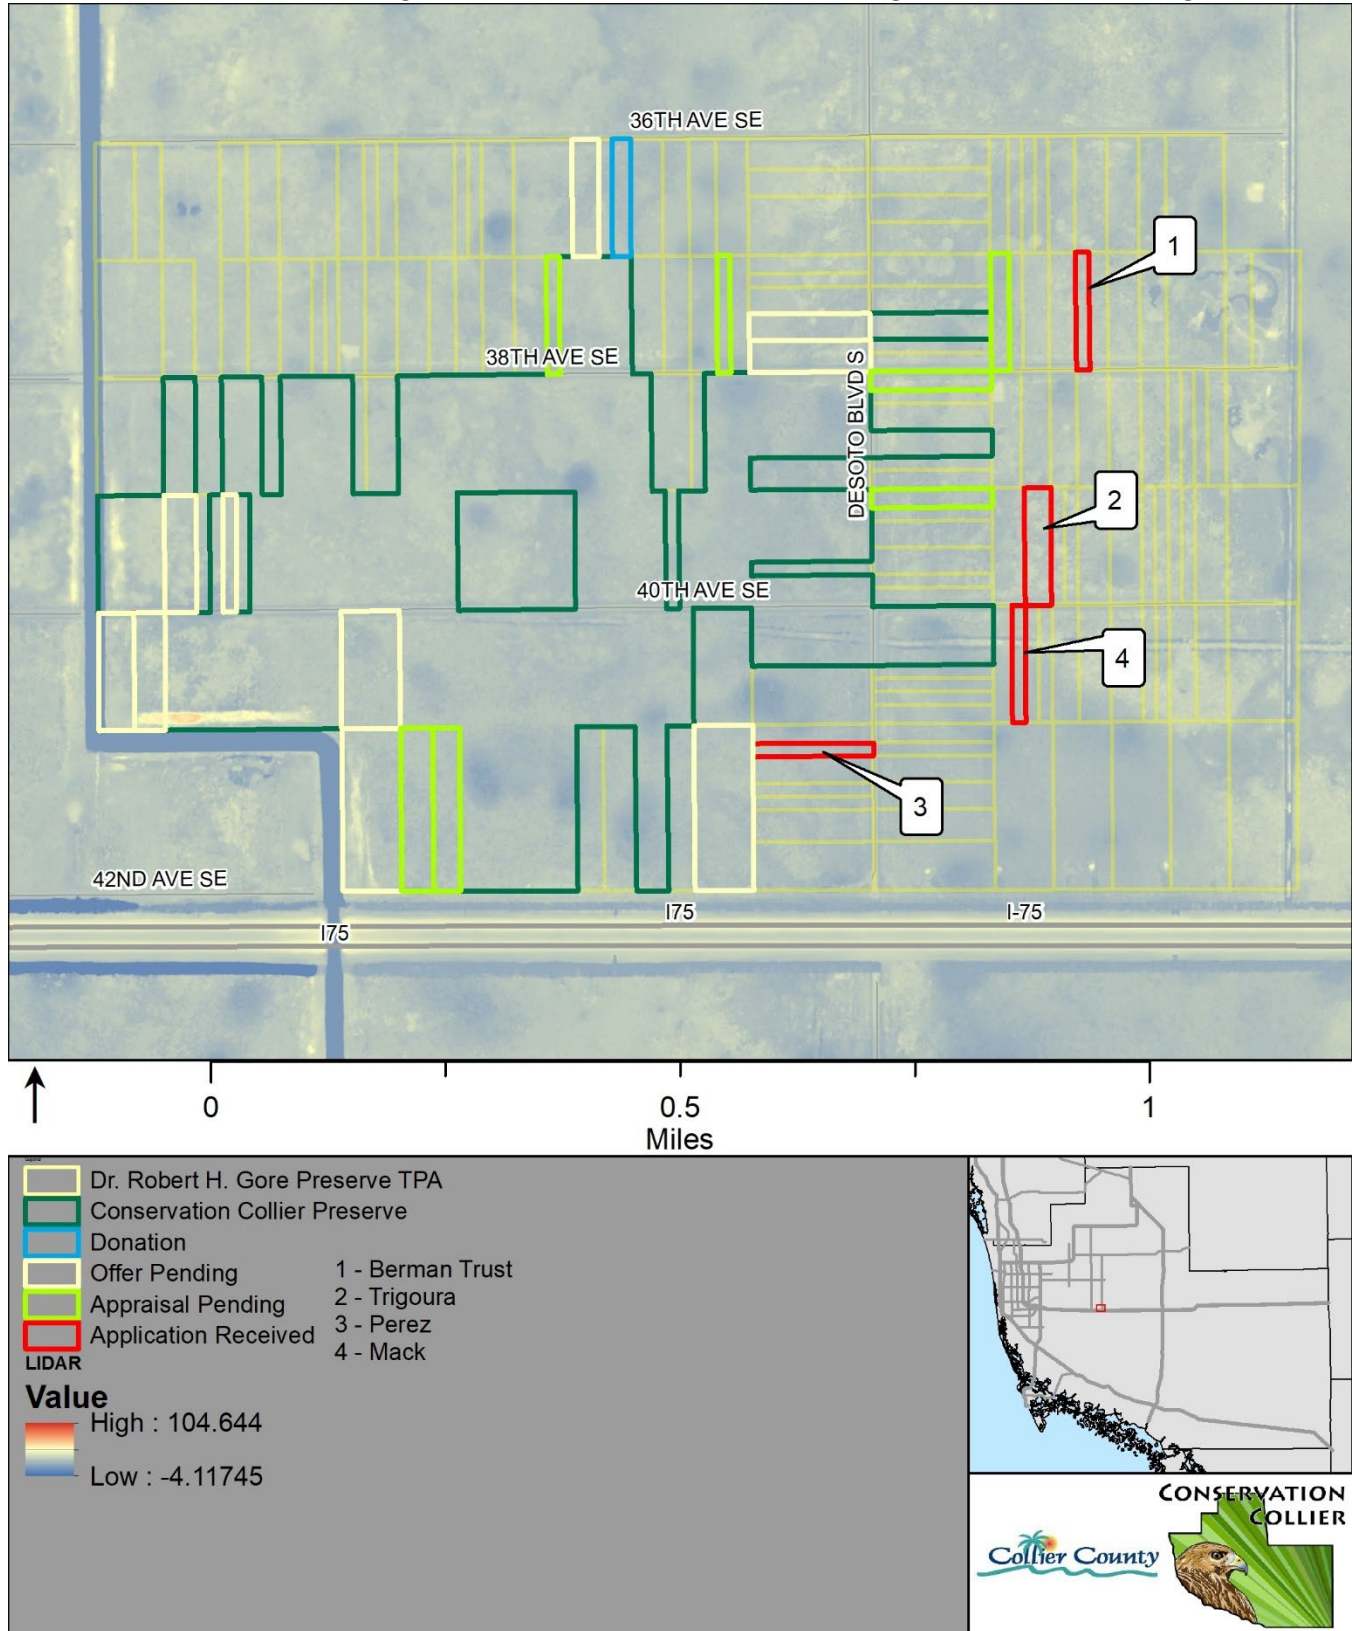 36TH AVE SE
1
38TH AVE SE
DESOTO BLVD S
2
40TH AVE SE
4
3
42ND AVE SE
I75
I-75
I75
0
0.5
1
Miles
Dr. Robert H. Gore Preserve TPA
Conservation Collier Preserve
Donation
Offer Pending
Appraisal Pending
Application Received
1 - Berman Trust
2 - Trigoura
3 - Perez
4 - Mack
LIDAR
Value
High : 104.644
Low : -4.11745
CONSERVATION
COLLIER
Collier County